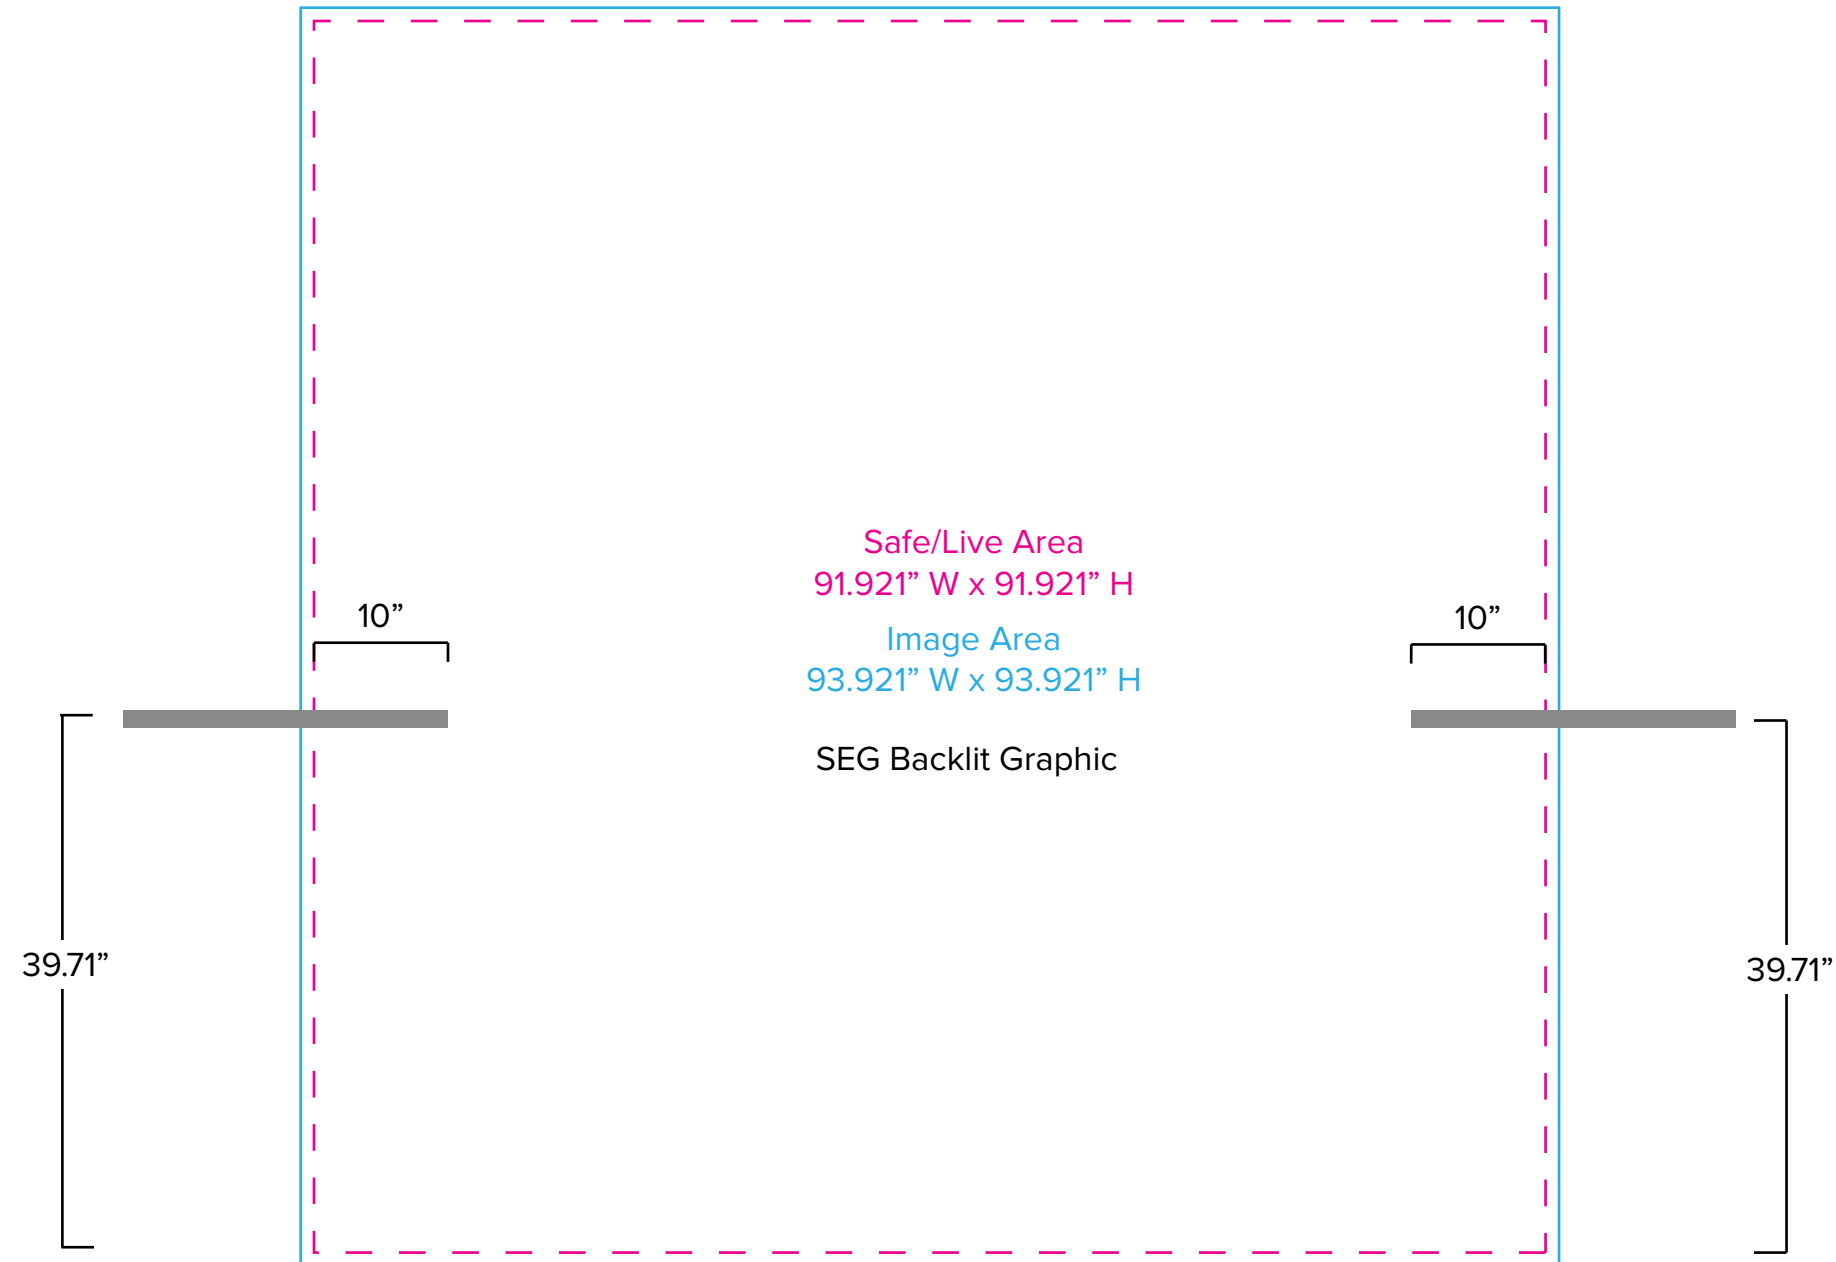 Safe/Live Area
91.921” W x 91.921” H
10”
10”
Image Area
93.921” W x 93.921” H
SEG Backlit Graphic
39.71”
39.71”